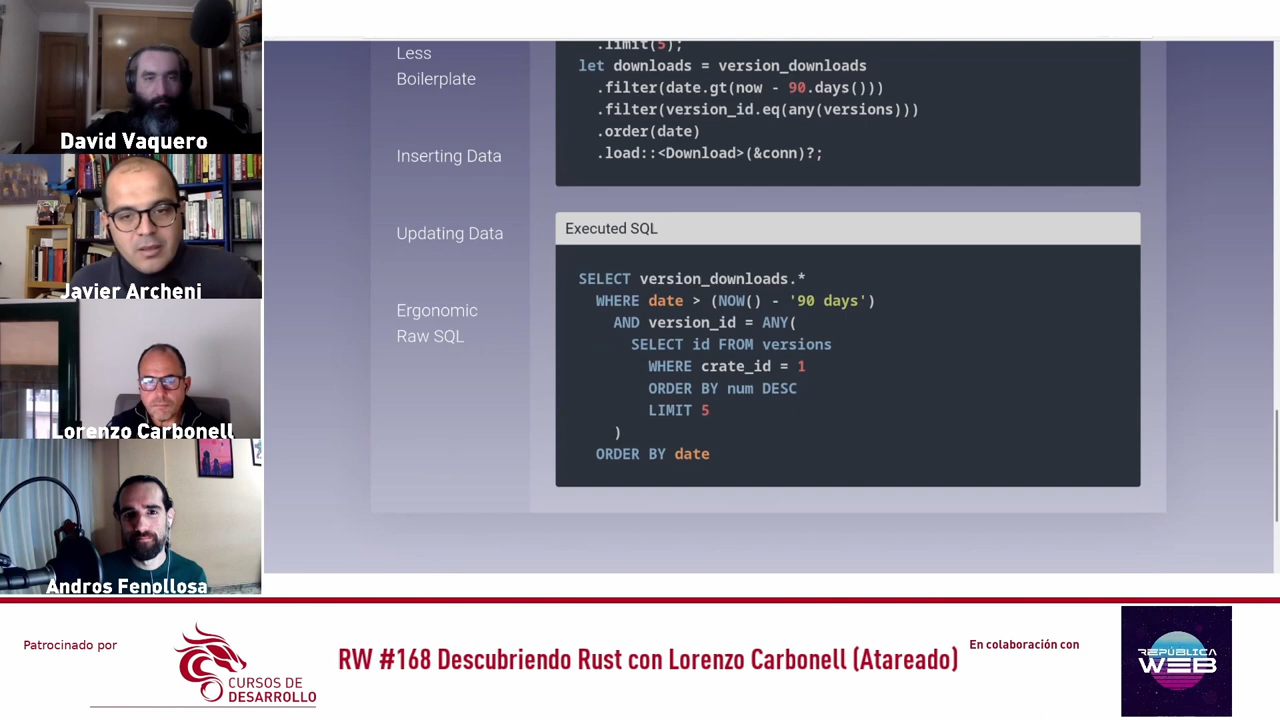 David Vaquero
Javier Archeni
Lorenzo Carbonell
Andros Fenollosa
Less
Boilerplate
Inserting Data
Updating Data
Ergonomic
Raw SQL
.limit(5);
let downloads = version_downloads
.filter(date.gt(now - 90.days()))
.filter(version_id.eq(any(versions)))
.order(date)
.load::<Download>(&conn)?;
Executed SQL
SELECT version_downloads.*
WHERE date > (NOW() - '90 days')
AND version_id = ANY(
SELECT id FROM versions
WHERE crate_id = 1
ORDER BY num DESC
LIMIT 5
)
ORDER BY date
Patrocinado por
CURSOS DE
DESARROLLO
RW #168 Descubriendo Rust con Lorenzo Carbonell (Atareado)
En colaboración con
REPÚBLICA
WEB